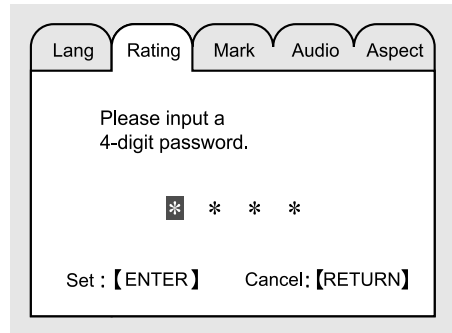 Lang Rating Mark Audio Aspect
Please input a
4-digit password.
* * * *
Set :【ENTER】 Cancel:【RETURN】